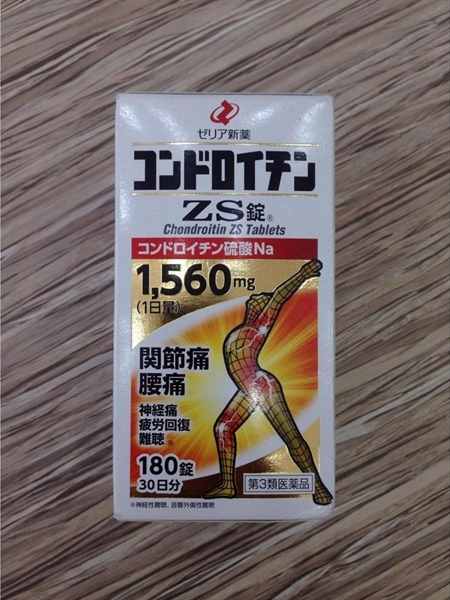 ゼリア新薬
コンドロイチン
ZS錠®
Chondroitin ZS Tablets
コンドロイチン硫酸Na
1,560mg
(1日量)
関節痛
腰痛
神経痛
疲労回復
難聴※
180錠
30日分
第3類医薬品
※神経性難聴、音響外傷性難聴